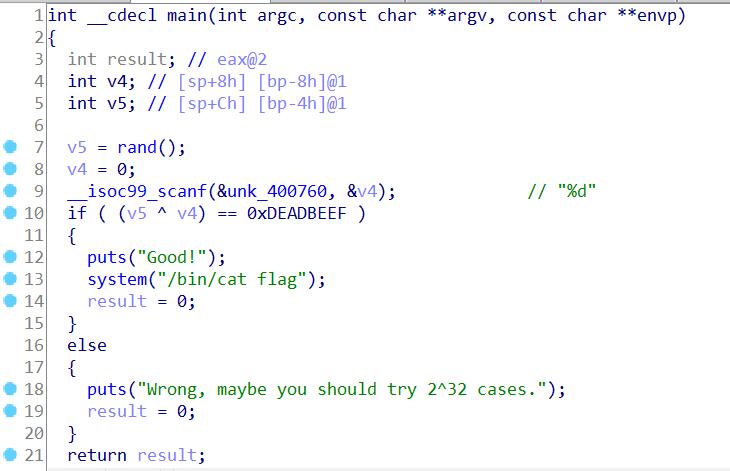 1 int __cdecl main(int argc, const char **argv, const char **envp)
2 {
3 int result; // eax@2
4 int v4; // [sp+8h] [bp-8h]@1
5 int v5; // [sp+Ch] [bp-4h]@1
6
7 v5 = rand();
8 v4 = 0;
9 __isoc99_scanf(&unk_400760, &v4); // "%d"
10 if ( (v5 ^ v4) == 0xDEADBEEF )
11 {
12 puts("Good!");
13 system("/bin/cat flag");
14 result = 0;
15 }
16 else
17 {
18 puts("Wrong, maybe you should try 2^32 cases.");
19 result = 0;
20 }
21 return result;